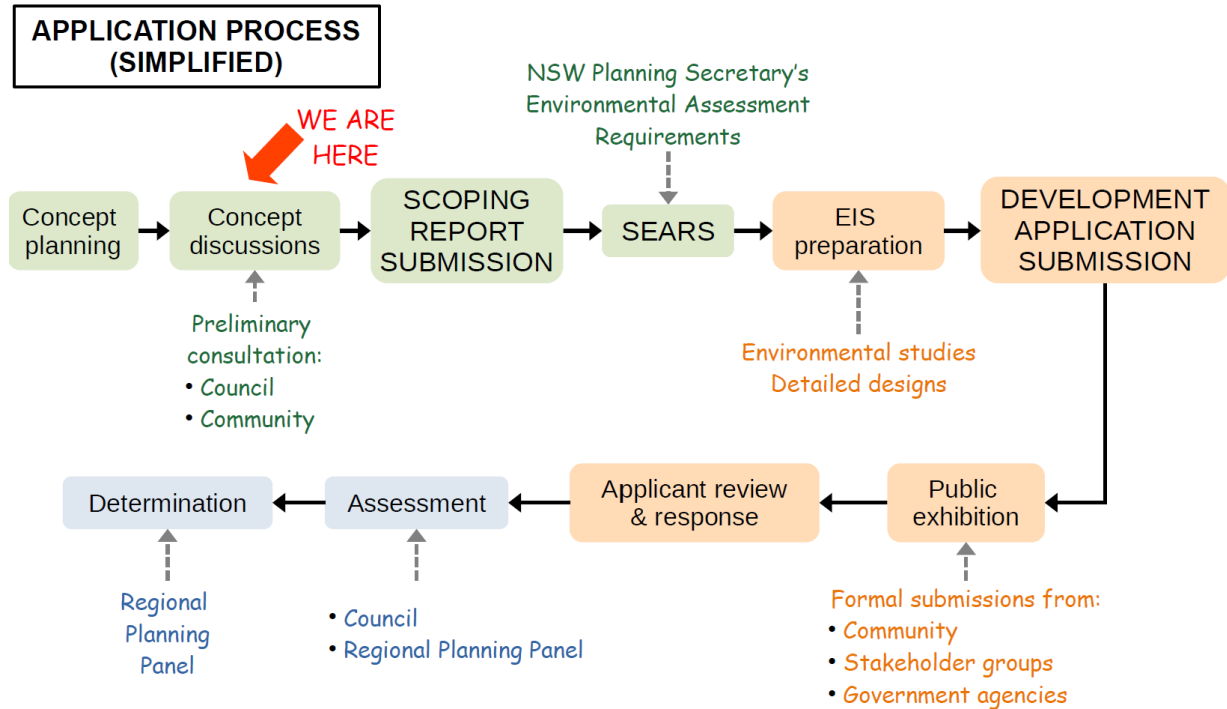 APPLICATION PROCESS
(SIMPLIFIED)
WE ARE
HERE
NSW Planning Secretary's
Environmental Assessment
Requirements
Concept
planning
Concept
discussions
SCOPING
REPORT
SUBMISSION
SEARS
EIS
preparation
DEVELOPMENT
APPLICATION
SUBMISSION
Preliminary
consultation:
• Council
• Community
Environmental studies
Detailed designs
Determination
Assessment
Applicant review
& response
Public
exhibition
Regional
Planning
Panel
• Council
• Regional Planning Panel
Formal submissions from:
• Community
• Stakeholder groups
• Government agencies